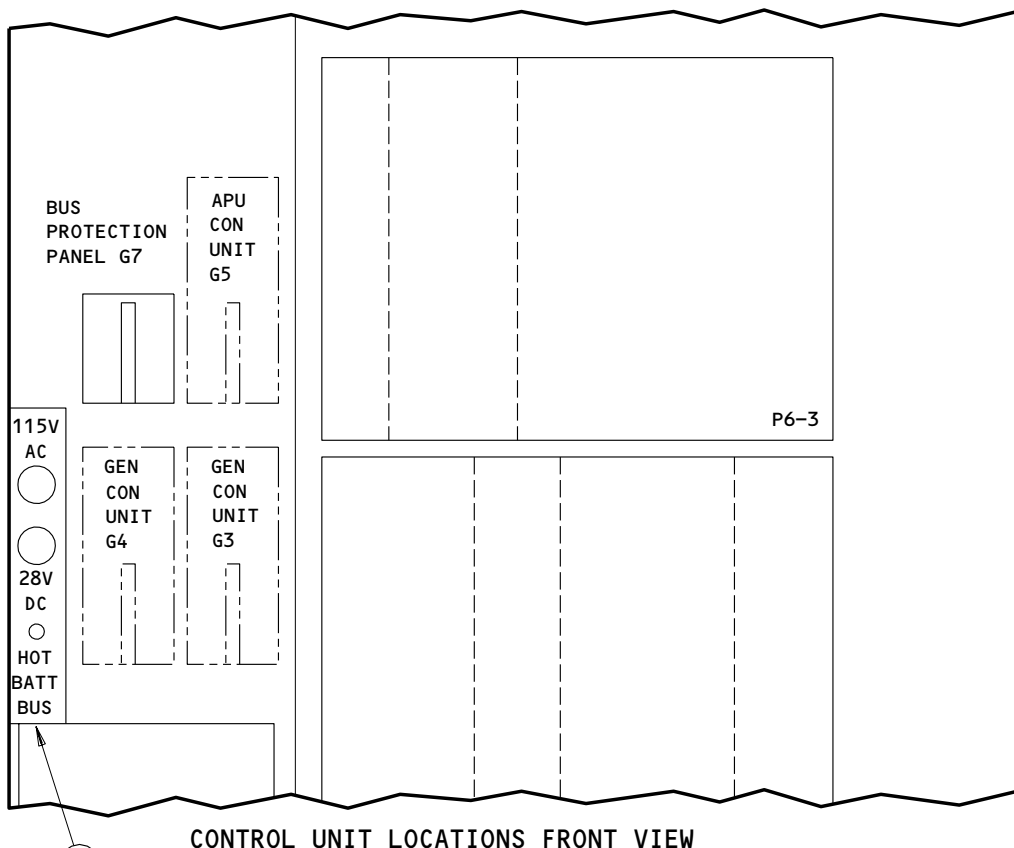 BUS
PROTECTION
PANEL G7
APU
CON
UNIT
G5
115V
AC
28V
DC
HOT
BATT
BUS
GEN
CON
UNIT
G4
GEN
CON
UNIT
G3
P6-3
CONTROL UNIT LOCATIONS FRONT VIEW